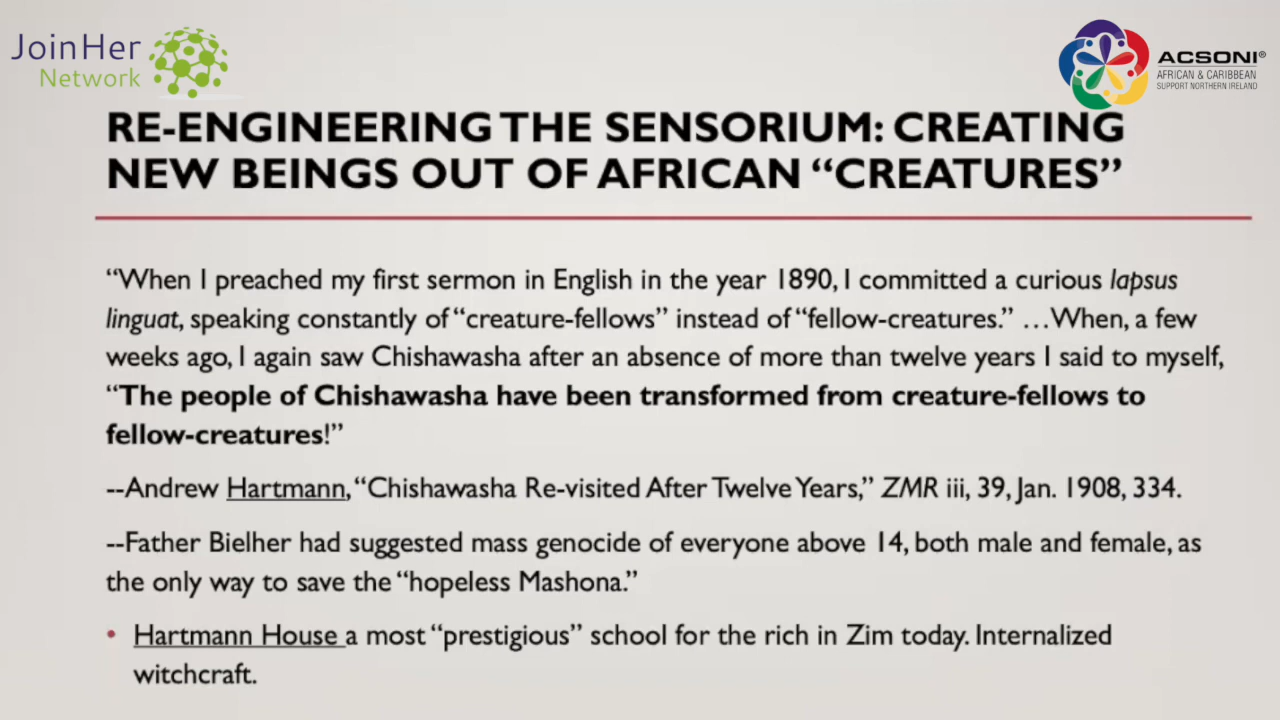 JoinHer
Network
ACSONI®
AFRICAN & CARIBBEAN
SUPPORT NORTHERN IRELAND
RE-ENGINEERING THE SENSORIUM: CREATING
NEW BEINGS OUT OF AFRICAN “CREATURES”
“When I preached my first sermon in English in the year 1890, I committed a curious lapsus
linguat, speaking constantly of “creature-fellows” instead of “fellow-creatures.” …When, a few
weeks ago, I again saw Chishawasha after an absence of more than twelve years I said to myself,
“The people of Chishawasha have been transformed from creature-fellows to
fellow-creatures!”
--Andrew Hartmann, “Chishawasha Re-visited After Twelve Years,” ZMR iii, 39, Jan. 1908, 334.
--Father Bielher had suggested mass genocide of everyone above 14, both male and female, as
the only way to save the “hopeless Mashona.”
• Hartmann House a most “prestigious” school for the rich in Zim today. Internalized
witchcraft.